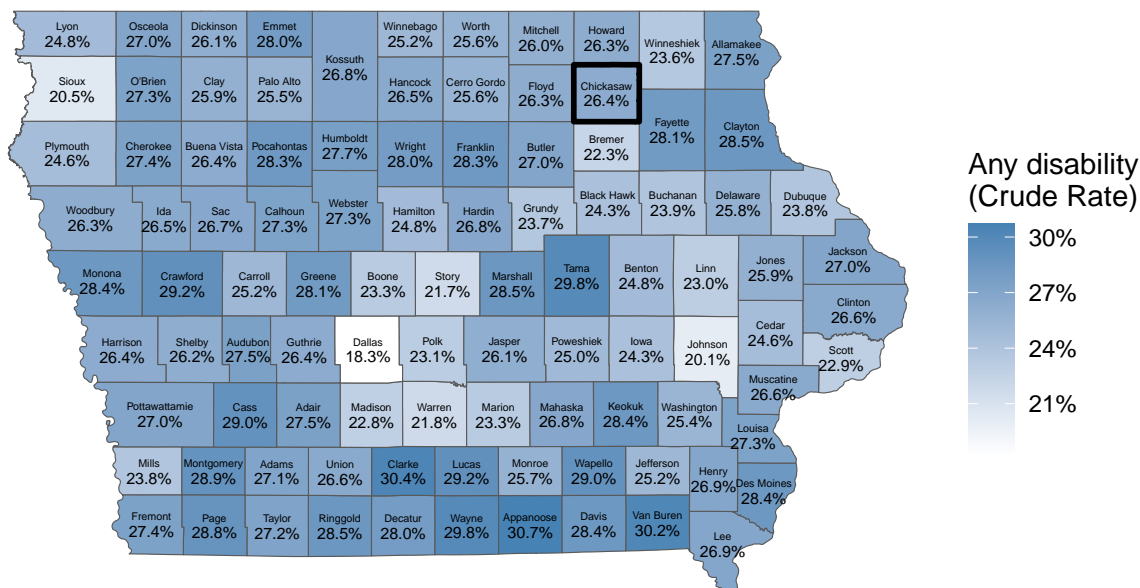 Lyon
24.8%
Osceola
27.0%
Dickinson
26.1%
Emmet
28.0%
Kossuth
26.8%
Winnebago
25.2%
Worth
25.6%
Mitchell
26.0%
Howard
26.3%
Winneshiek
23.6%
Allamakee
27.5%
Sioux
20.5%
O'Brien
27.3%
Clay
25.9%
Palo Alto
25.5%
Hancock
26.5%
Cerro Gordo
25.6%
Floyd
26.3%
Chickasaw
26.4%
Fayette
28.1%
Clayton
28.5%
Plymouth
24.6%
Cherokee
27.4%
Buena Vista
26.4%
Pocahontas
28.3%
Humboldt
27.7%
Wright
28.0%
Franklin
28.3%
Butler
27.0%
Bremer
22.3%
Woodbury
26.3%
Ida
26.5%
Sac
26.7%
Calhoun
27.3%
Webster
27.3%
Hamilton
24.8%
Hardin
26.8%
Grundy
23.7%
Black Hawk
24.3%
Buchanan
23.9%
Delaware
25.8%
Dubuque
23.8%
Monona
28.4%
Crawford
29.2%
Carroll
25.2%
Greene
28.1%
Boone
23.3%
Story
21.7%
Marshall
28.5%
Tama
29.8%
Benton
24.8%
Linn
23.0%
Jones
25.9%
Jackson
27.0%
Clinton
26.6%
Harrison
26.4%
Shelby
26.2%
Audubon
27.5%
Guthrie
26.4%
Dallas
18.3%
Polk
23.1%
Jasper
26.1%
Poweshiek
25.0%
Iowa
24.3%
Johnson
20.1%
Cedar
24.6%
Scott
22.9%
Muscatine
26.6%
Pottawattamie
27.0%
Cass
29.0%
Adair
27.5%
Madison
22.8%
Warren
21.8%
Marion
23.3%
Mahaska
26.8%
Keokuk
28.4%
Washington
25.4%
Louisa
27.3%
Mills
23.8%
Montgomery
28.9%
Adams
27.1%
Union
26.6%
Clarke
30.4%
Lucas
29.2%
Monroe
25.7%
Wapello
29.0%
Jefferson
25.2%
Henry
26.9%
Des Moines
28.4%
Fremont
27.4%
Page
28.8%
Taylor
27.2%
Ringgold
28.5%
Decatur
28.0%
Wayne
29.8%
Appanoose
30.7%
Davis
28.4%
Van Buren
30.2%
Lee
26.9%
Any disability
(Crude Rate)
30%
27%
24%
21%